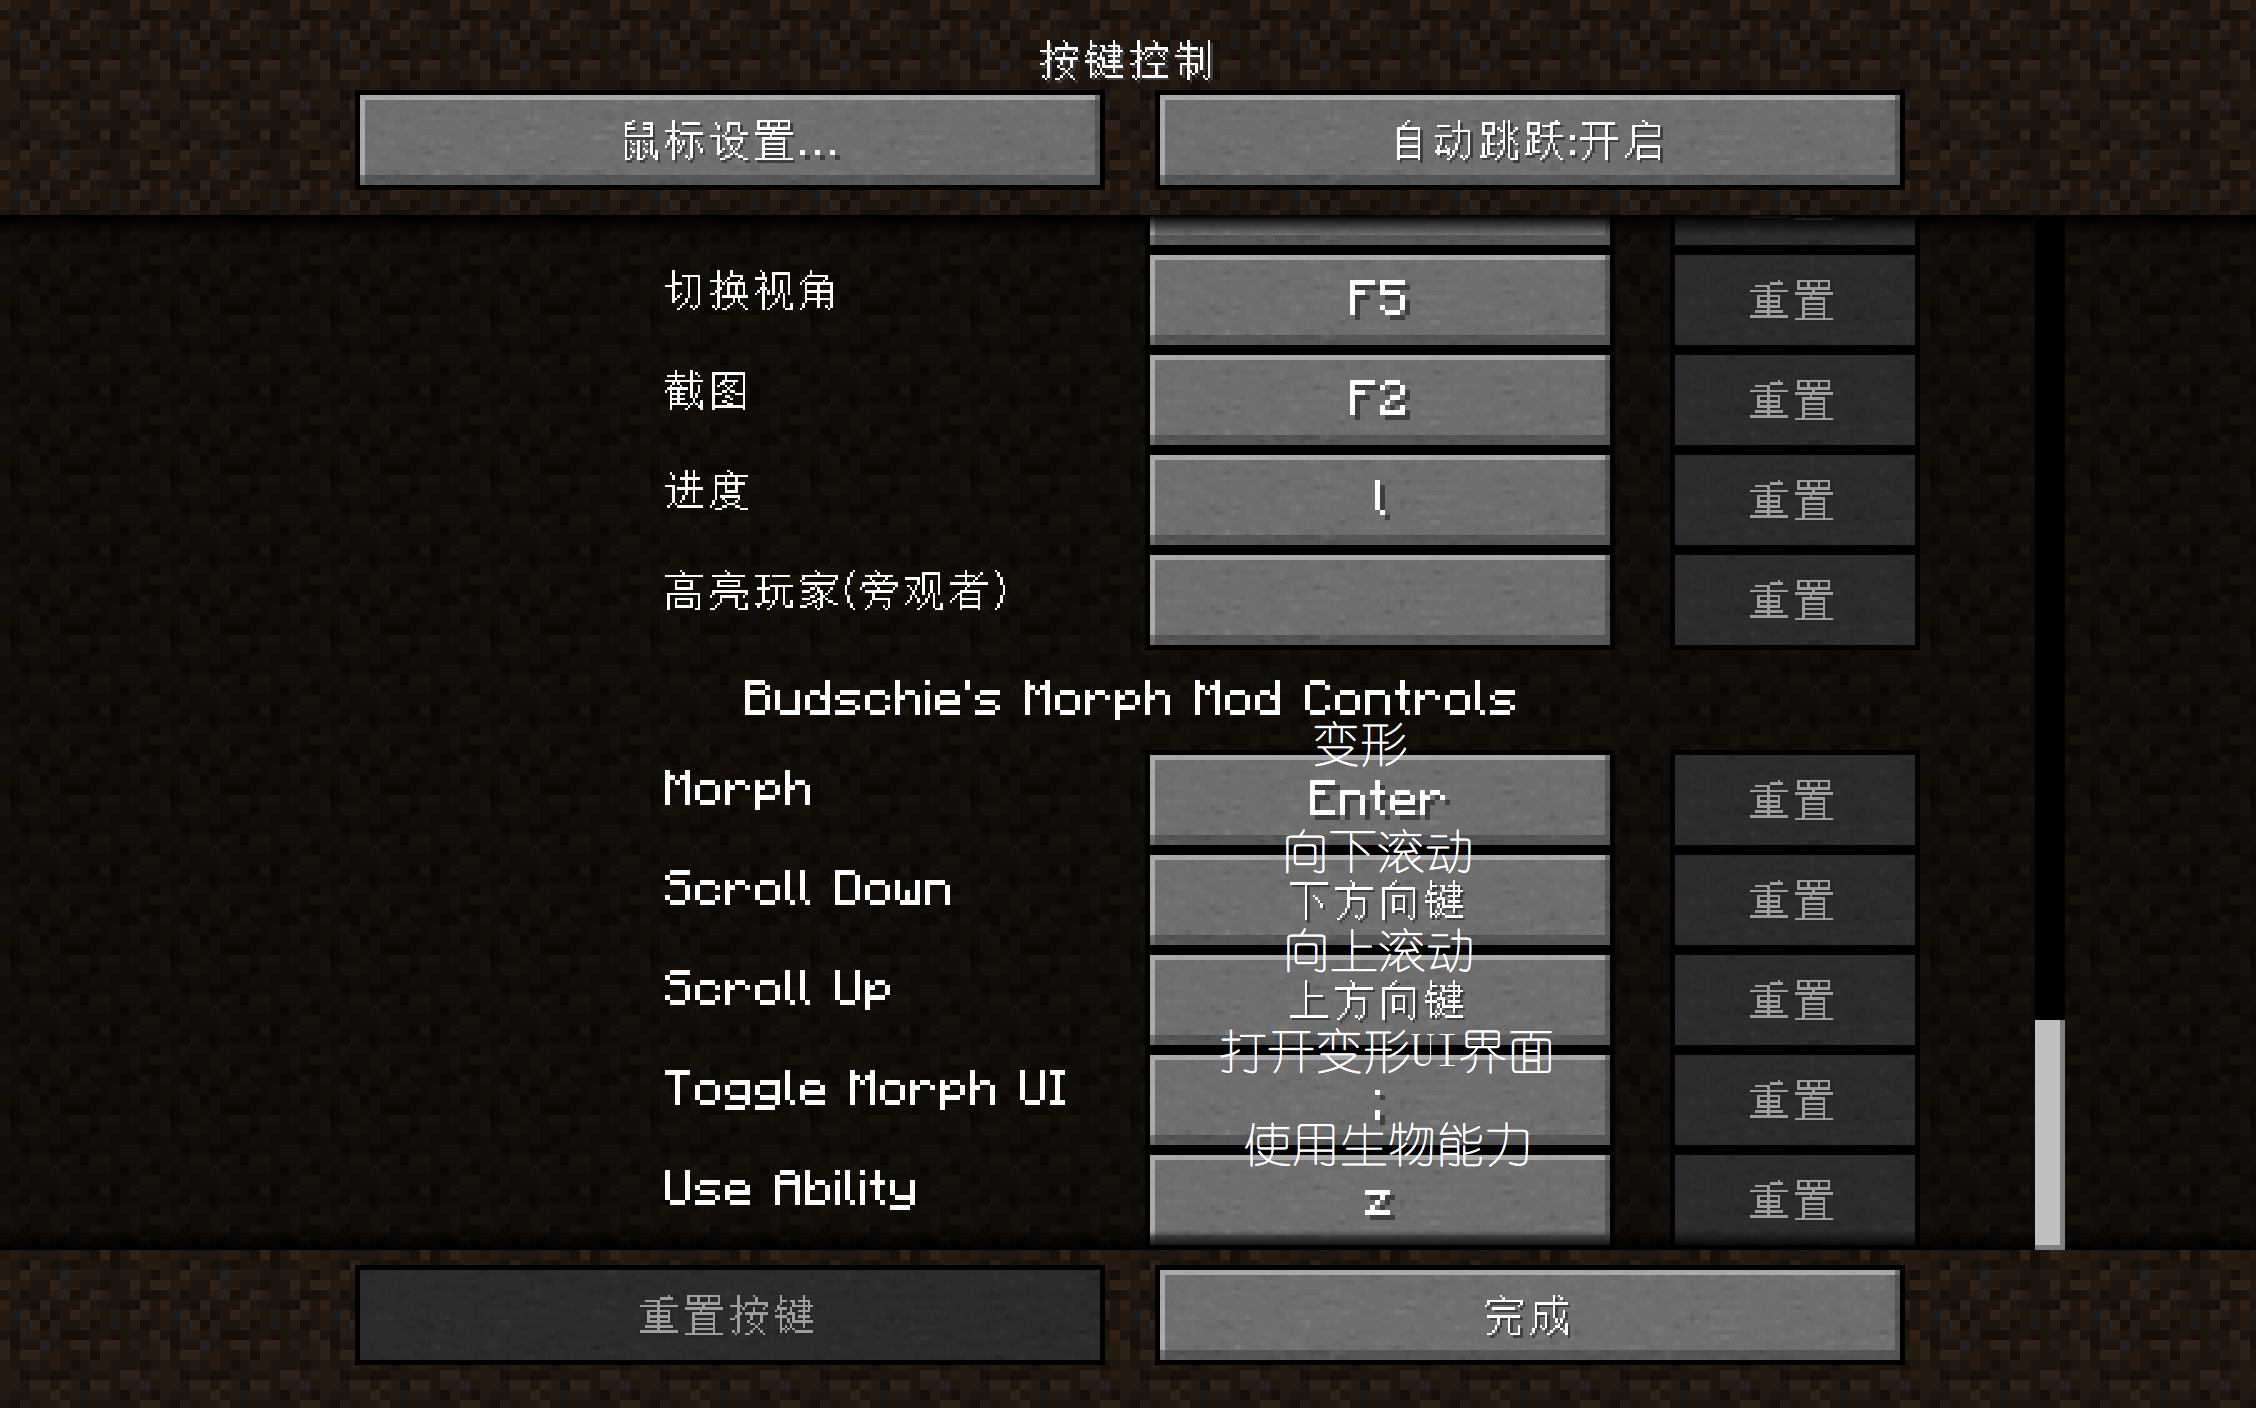 按键控制
鼠标设置...
自动跳跃:开启
切换视角
F5
重置
截图
F2
重置
进度
l
重置
高亮玩家(旁观者)
重置
Budschie's Morph Mod Controls
变形
Morph
Enter
重置
向下滚动
Scroll Down
下方向键
重置
向上滚动
Scroll Up
上方向键
重置
打开变形UI界面
Toggle Morph UI
;
重置
使用生物能力
Use Ability
z
重置
重置按键
完成